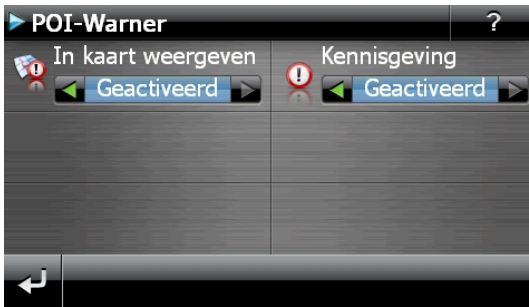 POI-Warner ?
In kaart weergeven
Geactiveerd
Kennisgeving
Geactiveerd